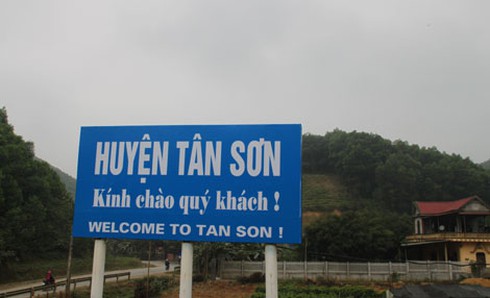 HUYỆN TÂN SƠN
Kính chào quý khách !
WELCOME TO TAN SON !